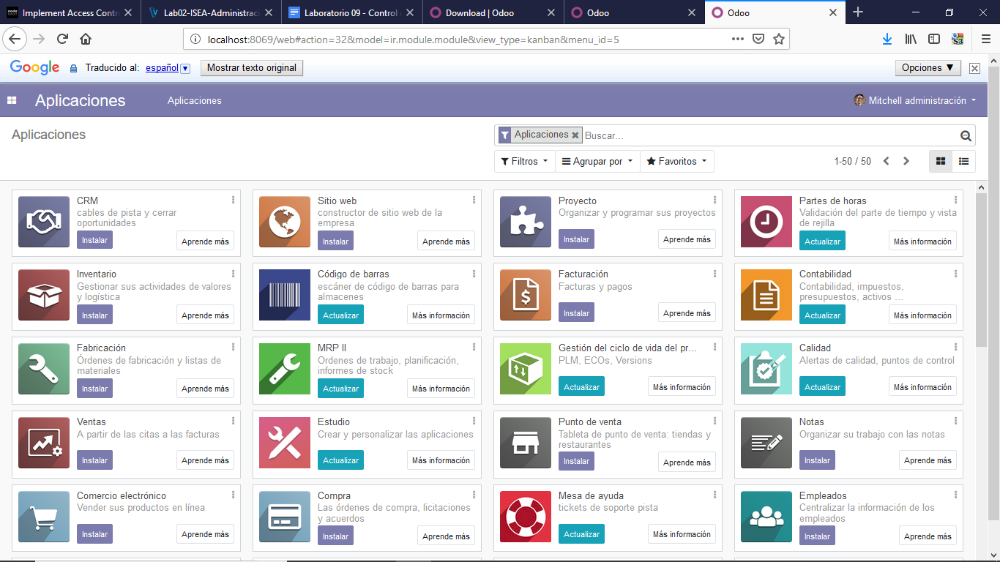 Implement Access Contr
Lab02-ISEA-Administraci
Laboratorio 09 - Control
Download | Odoo
Odoo
Odoo
localhost:8069/web#action=32&model=ir.module.module&view_type=kanban&menu_id=5
Google Traducido al: español Mostrar texto original Opciones ▼
Aplicaciones Aplicaciones Mitchell administración
Aplicaciones
Aplicaciones Buscar...
Filtros Agrupar por Favoritos 1-50 / 50
CRM
cables de pista y cerrar
oportunidades
Instalar Aprende más
Sitio web
constructor de sitio web de la
empresa
Instalar Aprende más
Proyecto
Organizar y programar sus proyectos
Instalar Aprende más
Partes de horas
Validación del parte de tiempo y vista
de rejilla
Actualizar Más información
Inventario
Gestionar sus actividades de valores
y logística
Instalar Aprende más
Código de barras
escáner de código de barras para
almacenes
Actualizar Más información
Facturación
Facturas y pagos
Instalar Aprende más
Contabilidad
Contabilidad, impuestos,
presupuestos, activos ...
Actualizar Más información
Fabricación
Órdenes de fabricación y listas de
materiales
Instalar Aprende más
MRP II
Ordenes de trabajo, planificación,
informes de stock
Actualizar Más información
Gestión del ciclo de vida del pr...
PLM, ECOs, Versions
Actualizar Más información
Calidad
Alertas de calidad, puntos de control
Actualizar Más información
Ventas
A partir de las citas a las facturas
Instalar Aprende más
Estudio
Crear y personalizar las aplicaciones
Actualizar Más información
Punto de venta
Tableta de punto de venta: tiendas y
restaurantes
Instalar Aprende más
Notas
Organizar su trabajo con las notas
Instalar Aprende más
Comercio electrónico
Vender sus productos en línea
Instalar Aprende más
Compra
Las órdenes de compra, licitaciones
y acuerdos
Instalar Aprende más
Mesa de ayuda
tickets de soporte pista
Actualizar Más información
Empleados
Centralizar la información de los
empleados
Instalar Aprende más